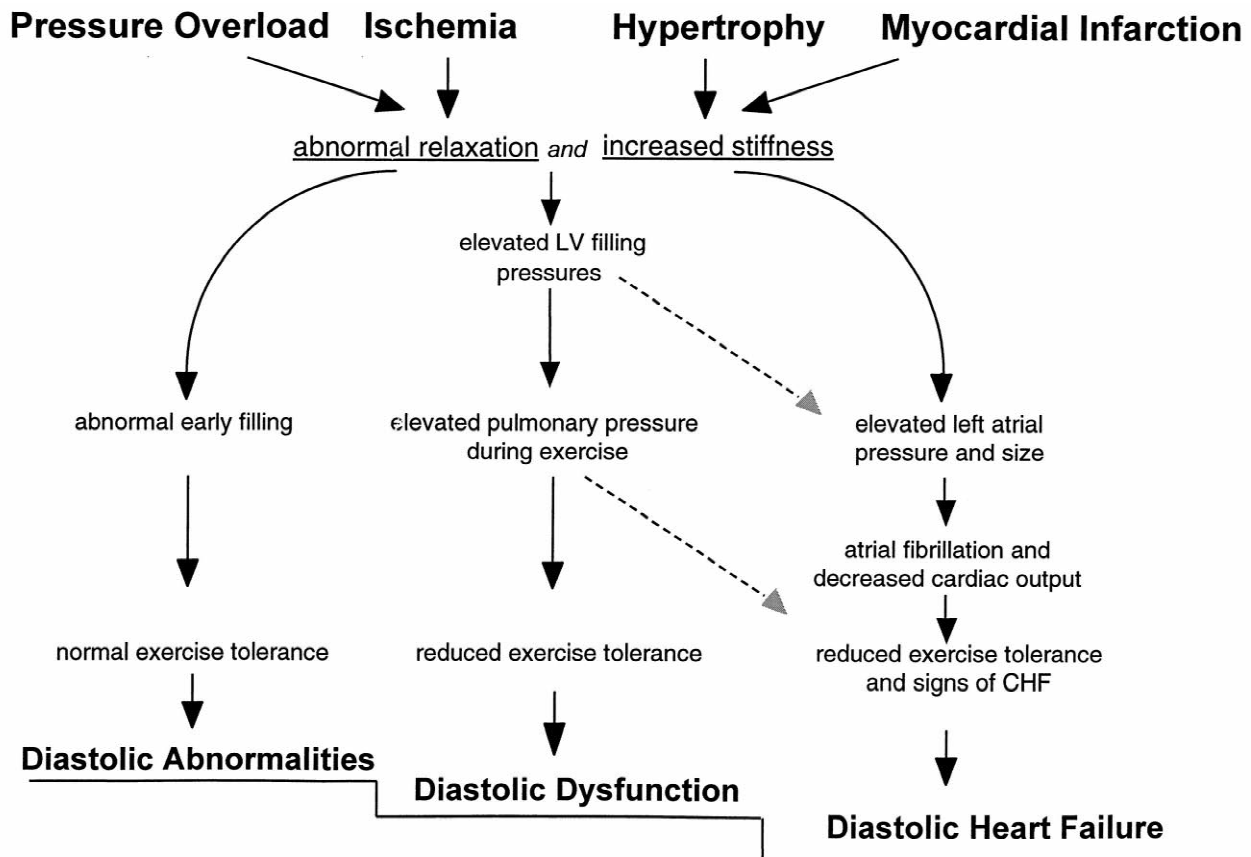 Pressure Overload Ischemia Hypertrophy Myocardial Infarction
abnormal relaxation and increased stiffness
elevated LV filling
pressures
abnormal early filling
elevated pulmonary pressure
during exercise
elevated left atrial
pressure and size
atrial fibrillation and
decreased cardiac output
normal exercise tolerance
reduced exercise tolerance
reduced exercise tolerance
and signs of CHF
Diastolic Abnormalities
Diastolic Dysfunction
Diastolic Heart Failure